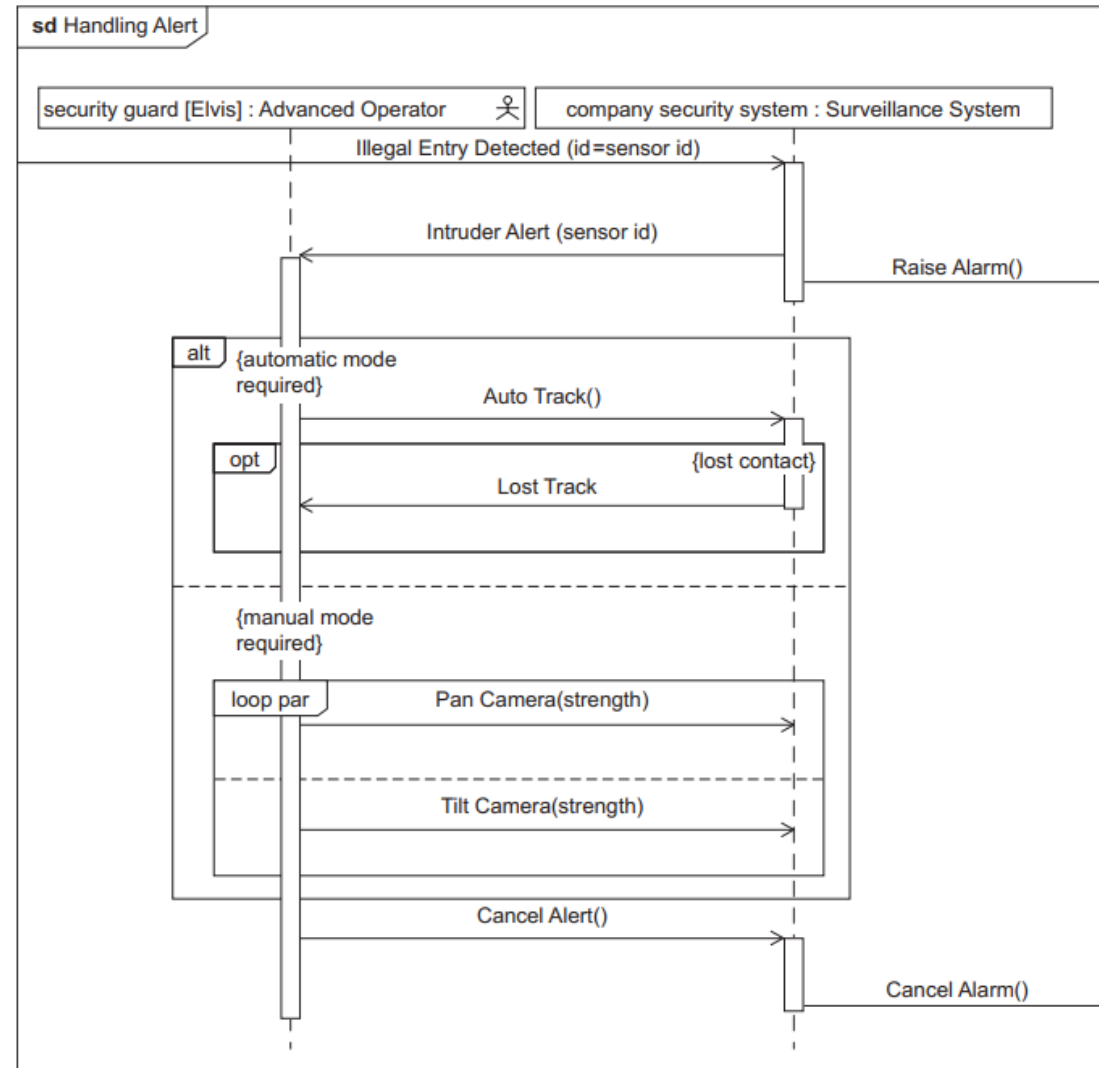 sd Handling Alert
security guard [Elvis] : Advanced Operator
company security system : Surveillance System
Illegal Entry Detected (id=sensor id)
Intruder Alert (sensor id)
Raise Alarm()
alt
{automatic mode
required}
Auto Track()
opt
{lost contact}
Lost Track
{manual mode
required}
loop par
Pan Camera(strength)
Tilt Camera(strength)
Cancel Alert()
Cancel Alarm()